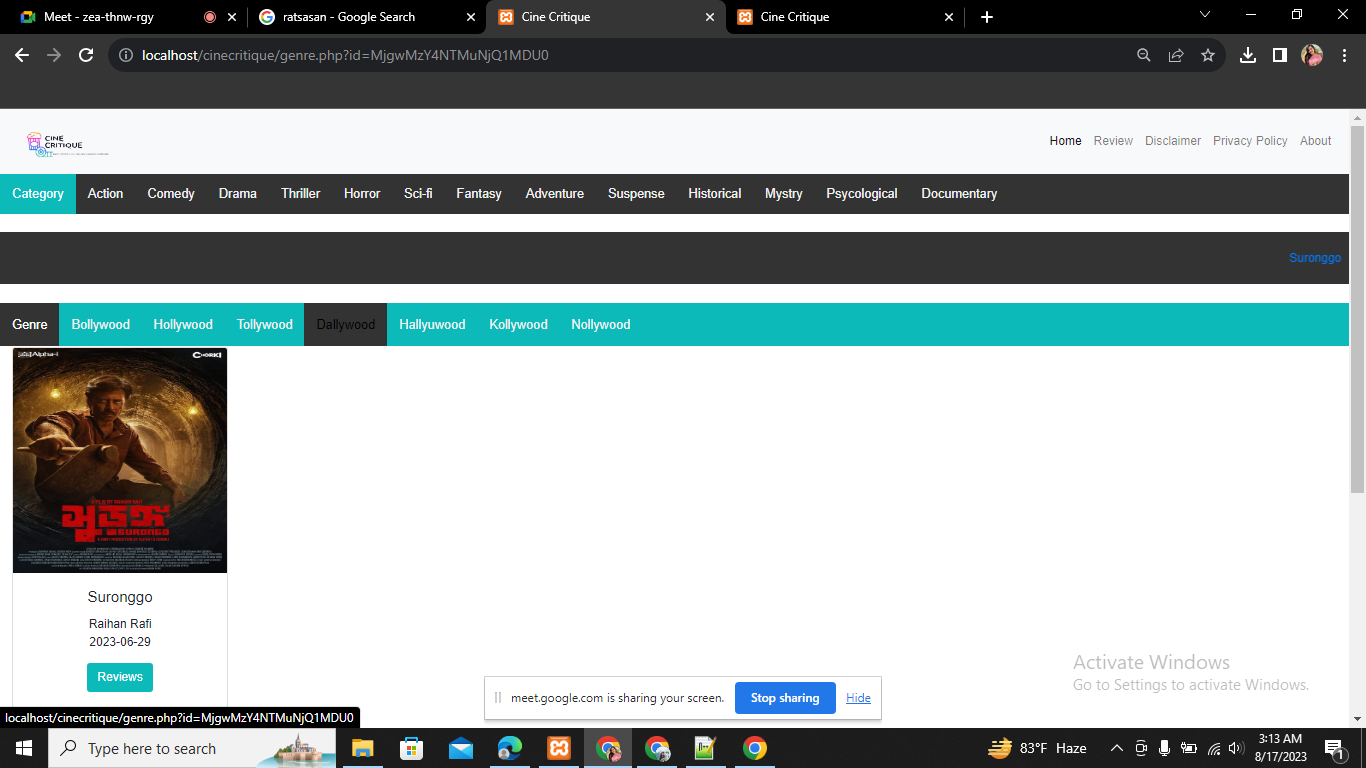 Meet - zea-thnw-rgy
ratsasan - Google Search
Cine Critique
Cine Critique
localhost/cinecritique/genre.php?id=MjgwMzY4NTMuNjQ1MDU0
CINE
CRITIQUE
Home Review Disclaimer Privacy Policy About
Category Action Comedy Drama Thriller Horror Sci-fi Fantasy Adventure Suspense Historical Mystry Psycological Documentary
Suronggo
Genre Bollywood Hollywood Tollywood Dallywood Hallyuwood Kollywood Nollywood
Alpha-i CHORKI
A FILM BY RAIHAN RAFI
সুড়ঙ্গ
SURONGO
Suronggo
Raihan Rafi
2023-06-29
Reviews
Activate Windows
Go to Settings to activate Windows.
meet.google.com is sharing your screen. Stop sharing Hide
localhost/cinecritique/genre.php?id=MjgwMzY4NTMuNjQ1MDU0
Type here to search
83°F Haze
3:13 AM
8/17/2023
1